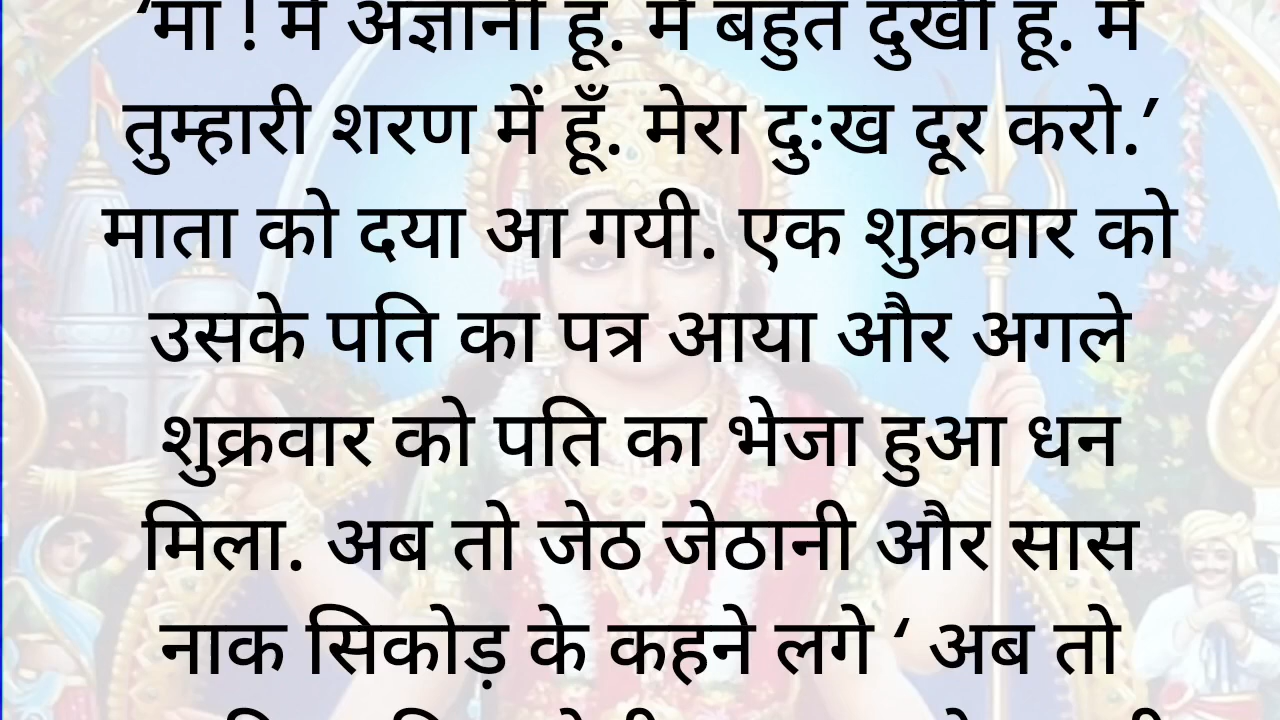 ‘माँ ! मैं अज्ञानी हूँ. मैं बहुत दुखी हूँ. मैं
तुम्हारी शरण में हूँ. मेरा दुःख दूर करो.’
माता को दया आ गयी. एक शुक्रवार को
उसके पति का पत्र आया और अगले
शुक्रवार को पति का भेजा हुआ धन
मिला. अब तो जेठ जेठानी और सास
नाक सिकोड़ के कहने लगे ‘ अब तो